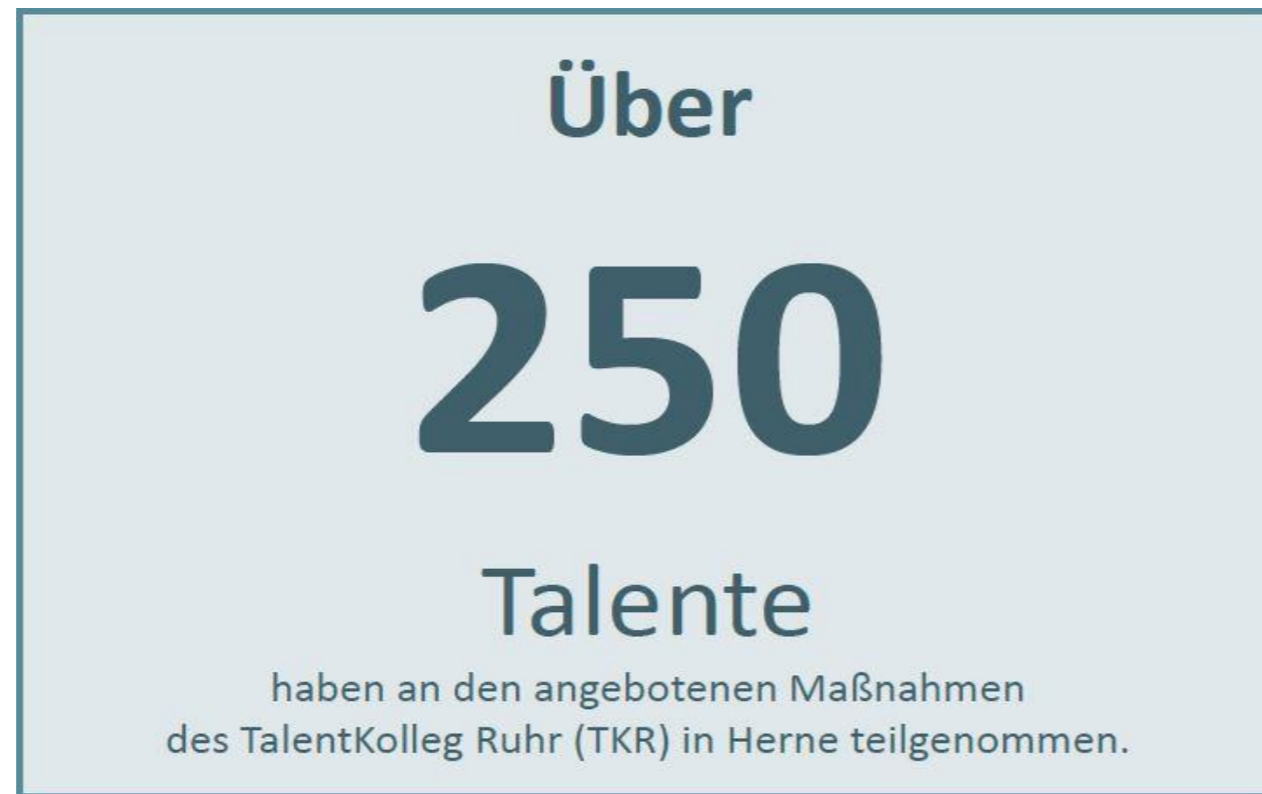 Über
250
Talente
haben an den angebotenen Maßnahmen
des TalentKolleg Ruhr (TKR) in Herne teilgenommen.